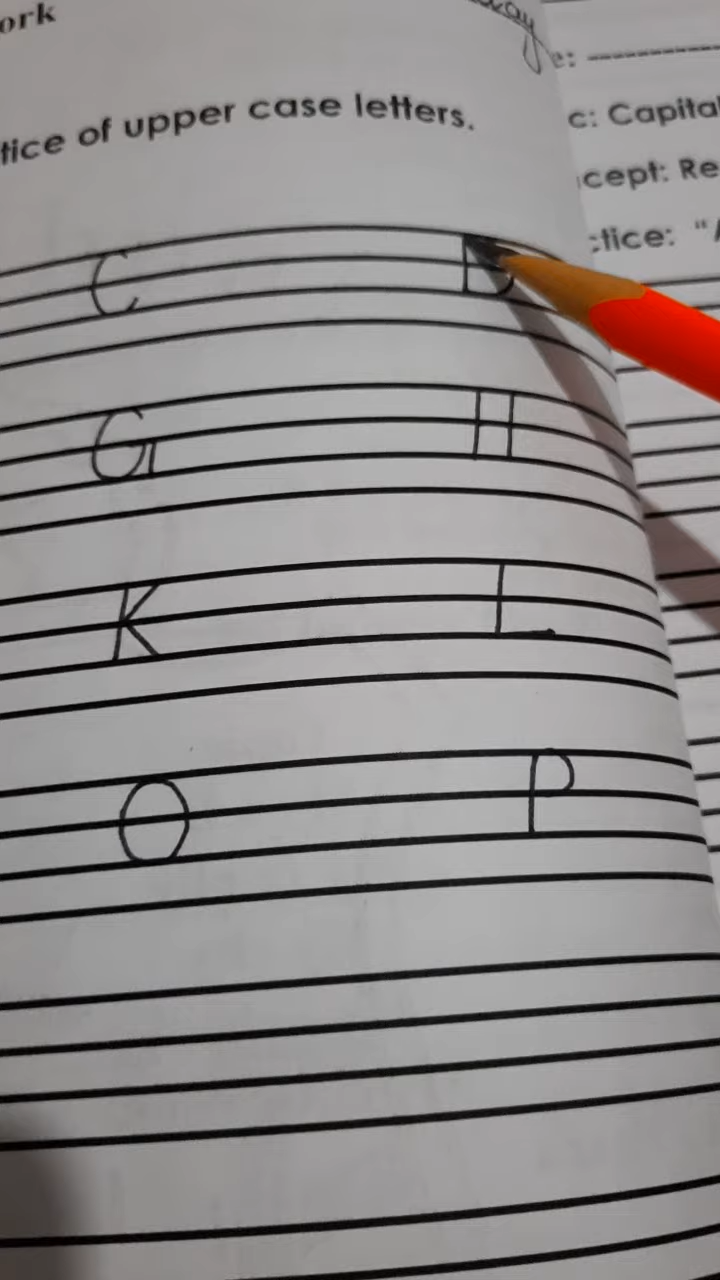 ork
tice of upper case letters.
e:
c: Capital
cept: Re
ctice: "A
C D
G H
K L
O P